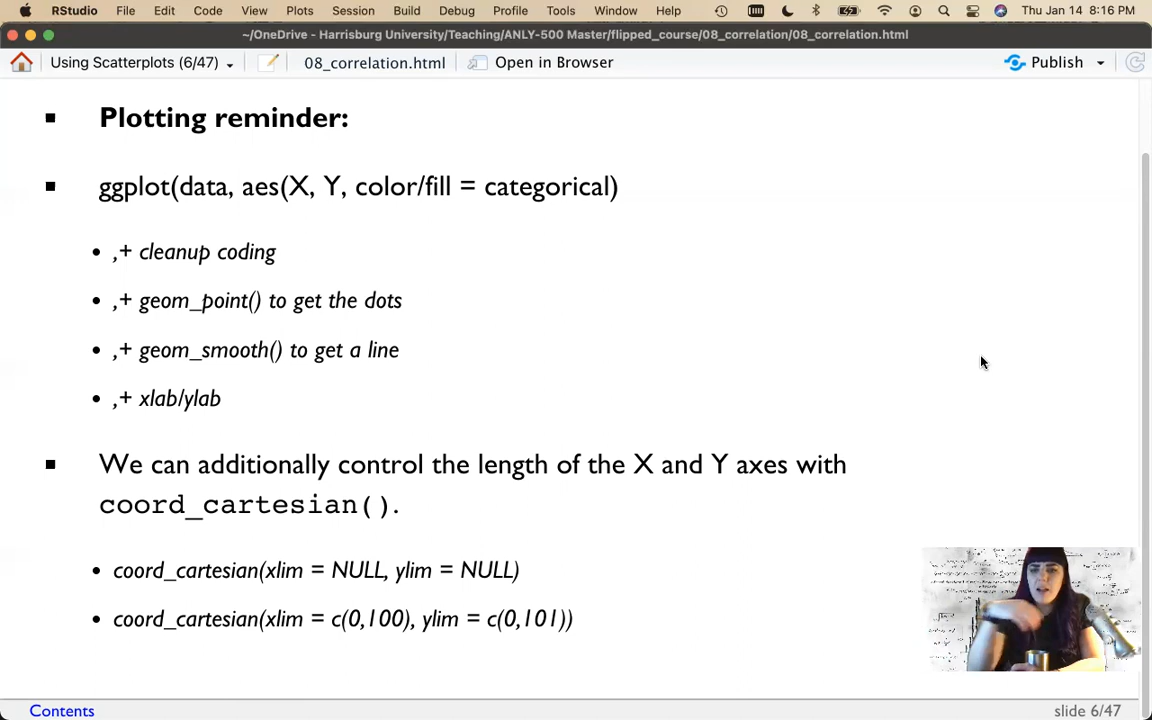 RStudio File Edit Code View Plots Session Build Debug Profile Tools Window Help Thu Jan 14 8:16 PM
~/OneDrive - Harrisburg University/Teaching/ANLY-500 Master/flipped_course/08_correlation/08_correlation.html
Using Scatterplots (6/47) 08_correlation.html Open in Browser Publish
▪ Plotting reminder:
▪ ggplot(data, aes(X, Y, color/fill = categorical)
• ,+ cleanup coding
• ,+ geom_point() to get the dots
• ,+ geom_smooth() to get a line
• ,+ xlab/ylab
▪ We can additionally control the length of the X and Y axes with
coord_cartesian().
• coord_cartesian(xlim = NULL, ylim = NULL)
• coord_cartesian(xlim = c(0,100), ylim = c(0,101))
Contents slide 6/47